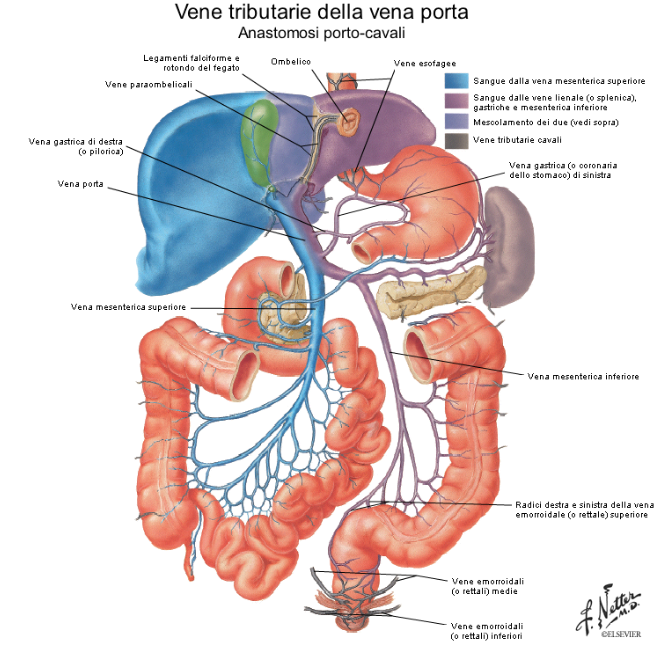 Vene tributarie della vena porta
Anastomosi porto-cavali
Legamenti falciforme e
rotondo del fegato
Ombelico
Vene esofagee
Vene paraombelicali
Sangue dalla vena mesenterica superiore
Sangue dalle vene lienale (o splenica),
gastriche e mesenterica inferiore
Mescolamento dei due (vedi sopra)
Vene tributarie cavali
Vena gastrica di destra
(o pilorica)
Vena gastrica (o coronaria
dello stomaco) di sinistra
Vena porta
Vena mesenterica superiore
Vena mesenterica inferiore
Radici destra e sinistra della vena
emorroidale (o rettale) superiore
Vene emorroidali
(o rettali) medie
Vene emorroidali
(o rettali) inferiori
F. Netter
M.D.
©ELSEVIER